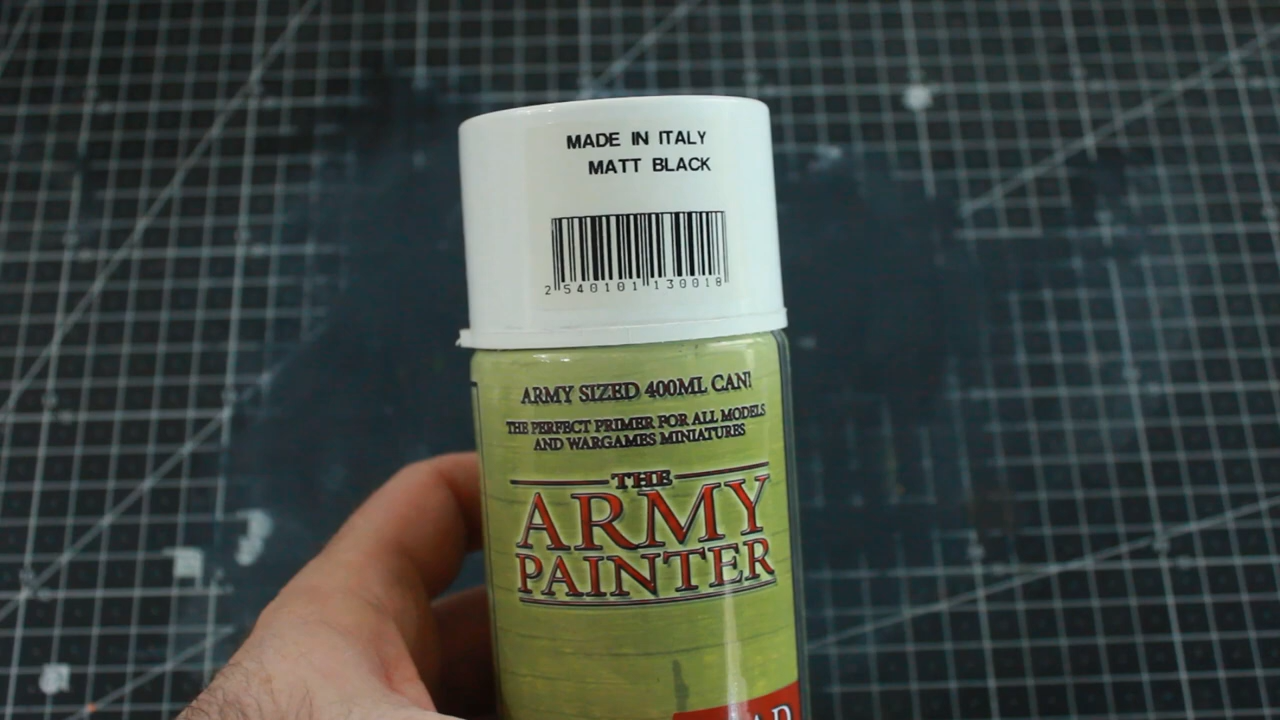 MADE IN ITALY
MATT BLACK
2 540101 130018
ARMY SIZED 400ML CAN!
THE PERFECT PRIMER FOR ALL MODELS
AND WARGAMES MINIATURES
THE
ARMY
PAINTER